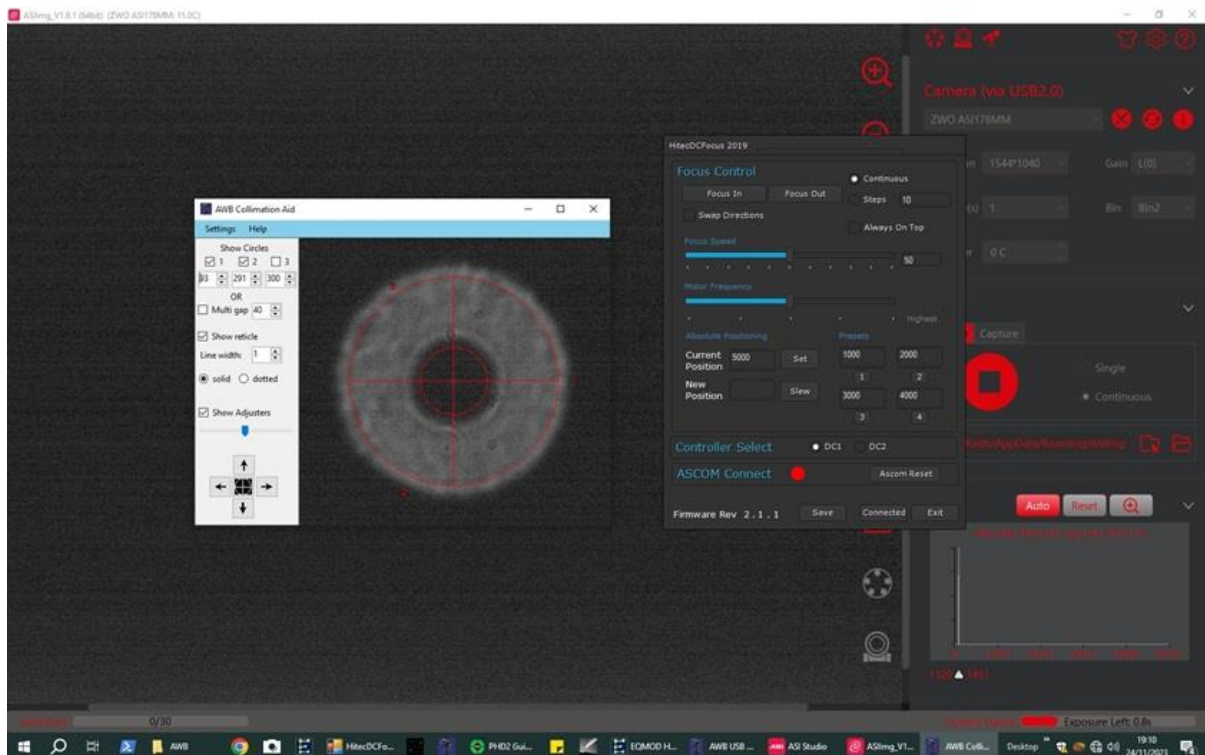 ASIImg_V1.9.1 (64bit) (ZWO ASI178MM: 11.0C)
Camera (via USB2.0)
ZWO ASI178MM
1544*1040
Gain
L(0)
1
Bin
Bin2
0 C
Capture
Single
Continuous
Auto
Reset
AWB Collimation Aid
Settings Help
Show Circles
1 2 3
93 291 300
OR
Multi gap 40
Show reticle
Line width: 1
solid dotted
Show Adjusters
HitecDCFocus 2019
Focus Control
Continuous
Focus In Focus Out
Steps 10
Swap Directions
Always On Top
Focus Speed
50
Motor Frequency
Highest
Absolute Positioning Presets
Current Position 5000 Set 1000 2000
1 2
New Position Slew 3000 4000
3 4
Controller Select DC1 DC2
ASCOM Connect Ascom Reset
Firmware Rev 2.1.1 Save Connected Exit
0/30
Exposure Left: 0.8s
AWB
HitecDCFo...
PHD2 Gui...
EQMOD H...
AWB USB ...
ASI Studio
ASIImg_V1...
AWB Colli...
Desktop
19:10
24/11/2023